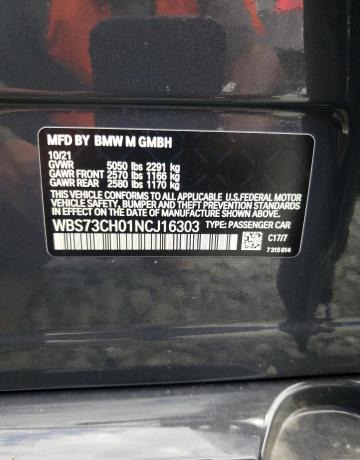 MFD BY BMW M GMBH
10/21
GVWR 5050 lbs 2291 kg
GAWR FRONT 2570 lbs 1166 kg
GAWR REAR 2580 lbs 1170 kg
THIS VEHICLE CONFORMS TO ALL APPLICABLE U.S.FEDERAL MOTOR
VEHICLE SAFETY, BUMPER AND THEFT PREVENTION STANDARDS
IN EFFECT ON THE DATE OF MANUFACTURE SHOWN ABOVE.
WBS73CH01NCJ16303 TYPE: PASSENGER CAR
C17/7
7 315 814